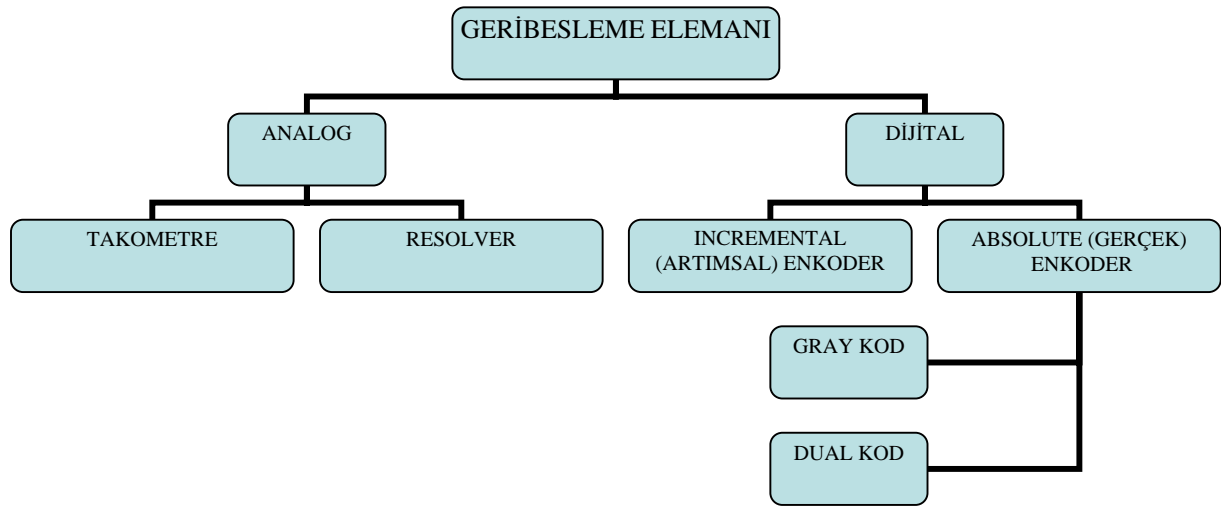 GERİBESLEME ELEMANI
ANALOG
DİJİTAL
TAKOMETRE
RESOLVER
INCREMENTAL
(ARTIMSAL) ENKODER
ABSOLUTE (GERÇEK)
ENKODER
GRAY KOD
DUAL KOD